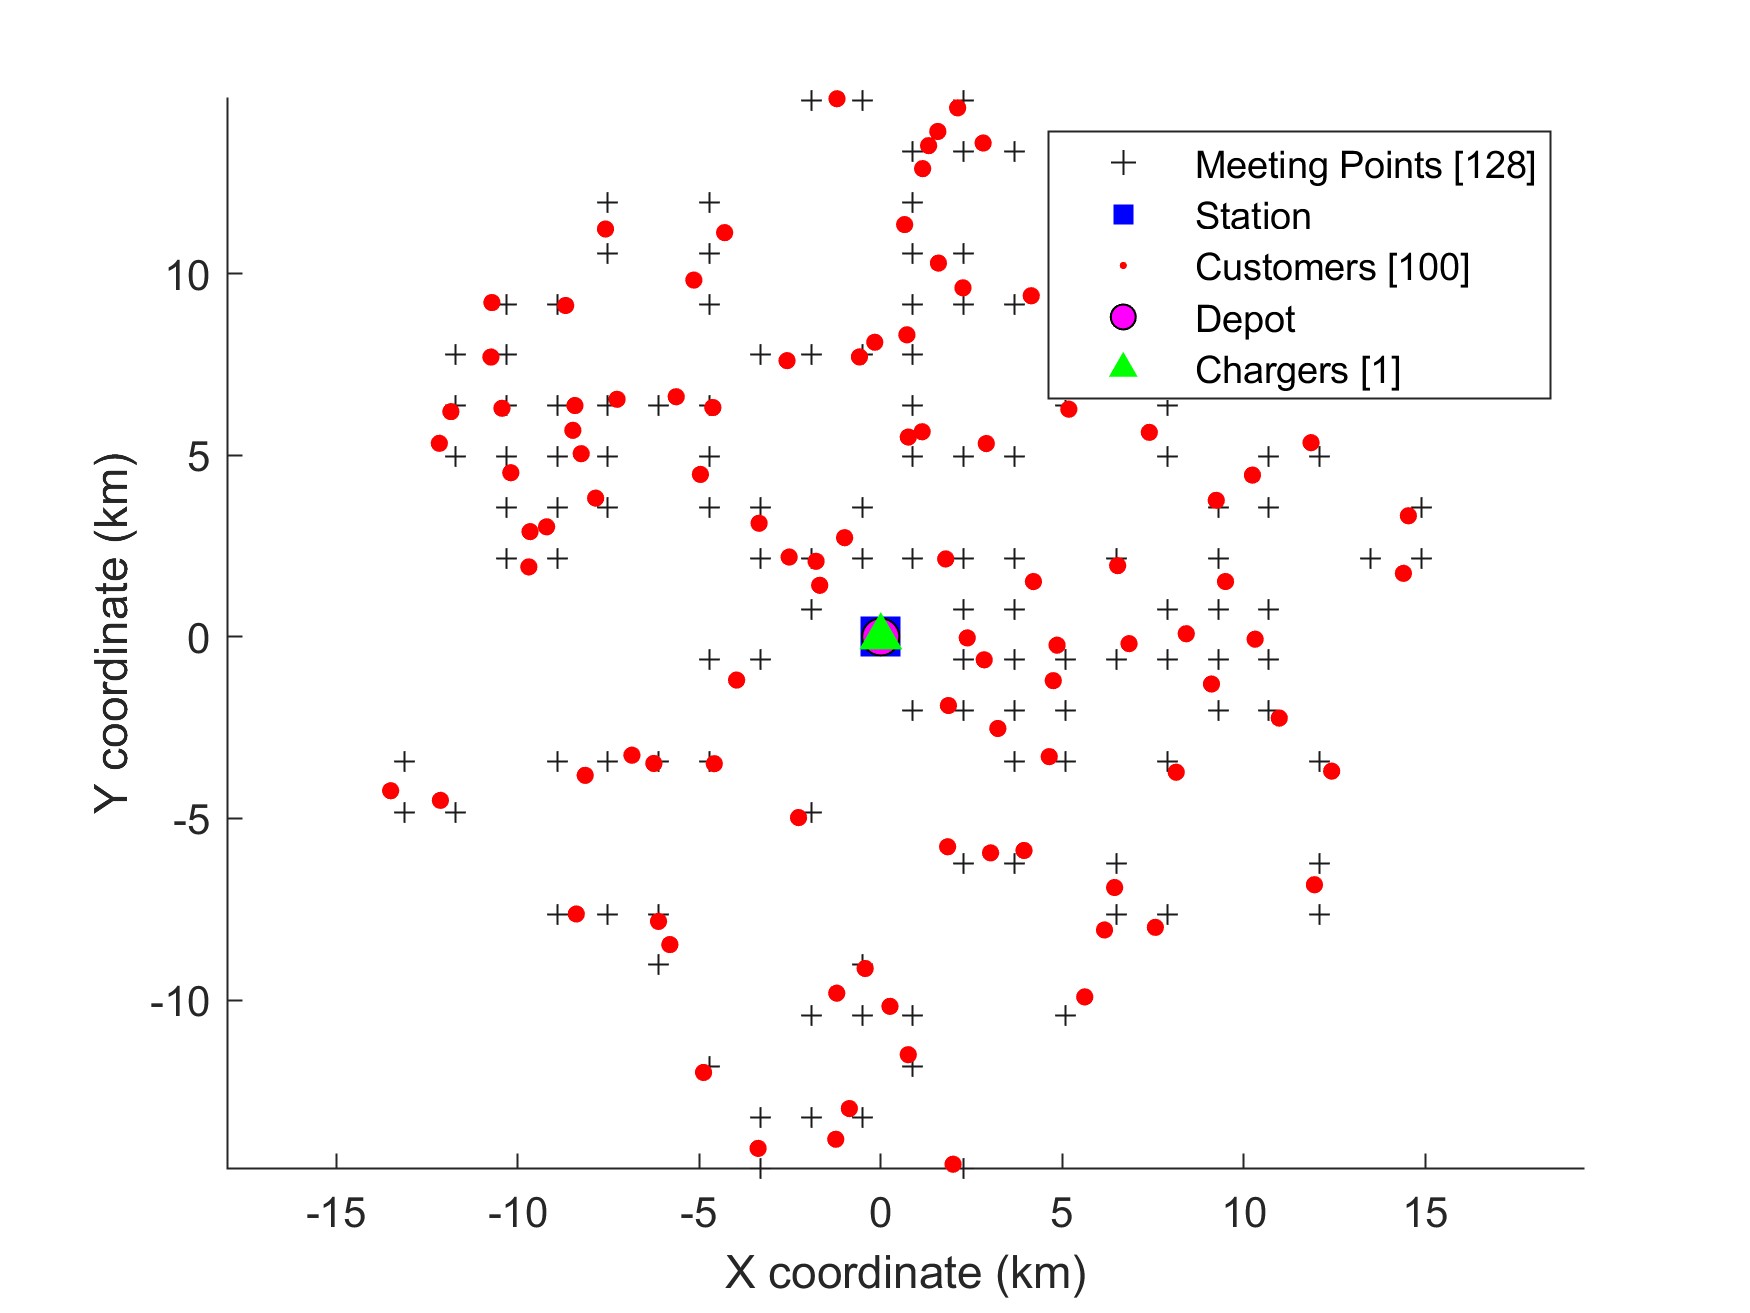 Meeting Points [128]
Station
Customers [100]
Depot
Chargers [1]
10
5
0
-5
-10
Y coordinate (km)
-15 -10 -5 0 5 10 15
X coordinate (km)